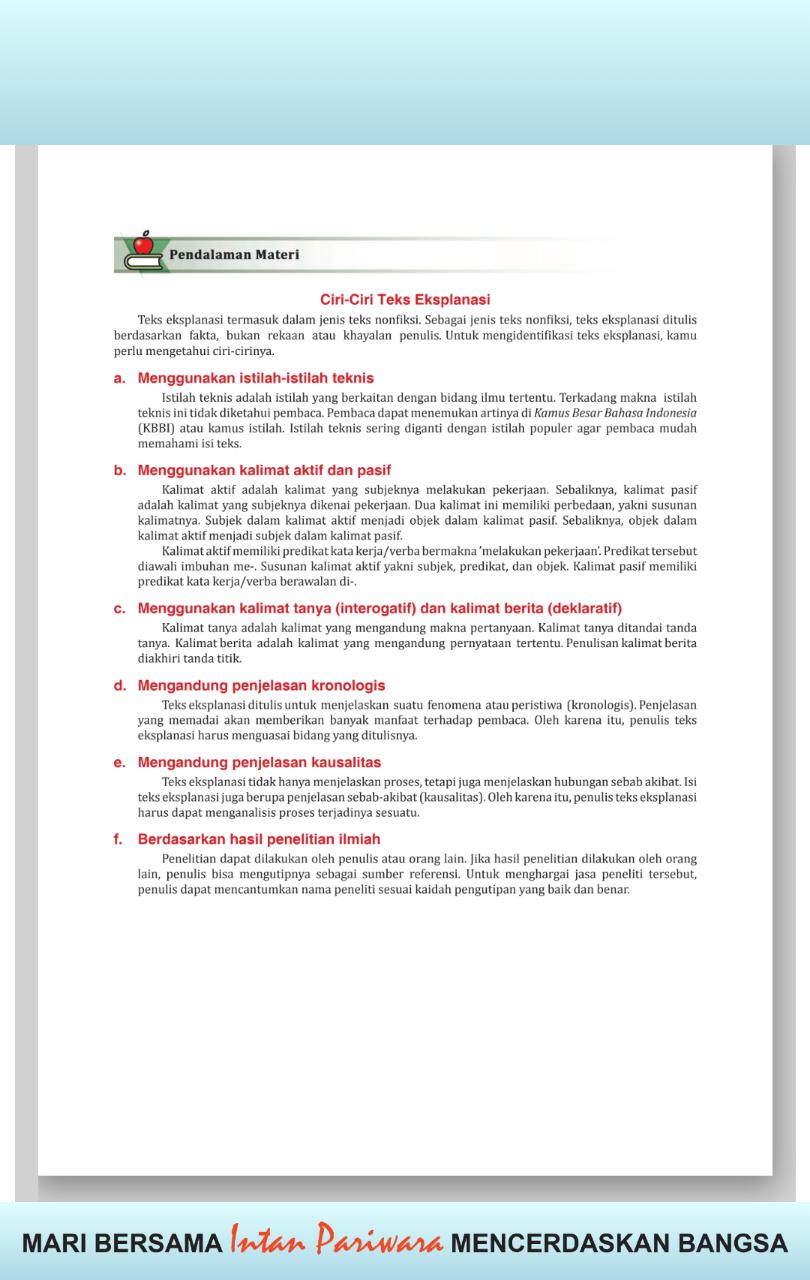 Pendalaman Materi
Ciri-Ciri Teks Eksplanasi
Teks eksplanasi termasuk dalam jenis teks nonfiksi. Sebagai jenis teks nonfiksi, teks eksplanasi ditulis
berdasarkan fakta, bukan rekaan atau khayalan penulis. Untuk mengidentifikasi teks eksplanasi, kamu
perlu mengetahui ciri-cirinya.
a. Menggunakan istilah-istilah teknis
Istilah teknis adalah istilah yang berkaitan dengan bidang ilmu tertentu. Terkadang makna istilah
teknis ini tidak diketahui pembaca. Pembaca dapat menemukan artinya di Kamus Besar Bahasa Indonesia
(KBBI) atau kamus istilah. Istilah teknis sering diganti dengan istilah populer agar pembaca mudah
memahami isi teks.
b. Menggunakan kalimat aktif dan pasif
Kalimat aktif adalah kalimat yang subjeknya melakukan pekerjaan. Sebaliknya, kalimat pasif
adalah kalimat yang subjeknya dikenai pekerjaan. Dua kalimat ini memiliki perbedaan, yakni susunan
kalimatnya. Subjek dalam kalimat aktif menjadi objek dalam kalimat pasif. Sebaliknya, objek dalam
kalimat aktif menjadi subjek dalam kalimat pasif.
Kalimat aktif memiliki predikat kata kerja/verba bermakna 'melakukan pekerjaan'. Predikat tersebut
diawali imbuhan me-. Susunan kalimat aktif yakni subjek, predikat, dan objek. Kalimat pasif memiliki
predikat kata kerja/verba berawalan di-.
c. Menggunakan kalimat tanya (interogatif) dan kalimat berita (deklaratif)
Kalimat tanya adalah kalimat yang mengandung makna pertanyaan. Kalimat tanya ditandai tanda
tanya. Kalimat berita adalah kalimat yang mengandung pernyataan tertentu. Penulisan kalimat berita
diakhiri tanda titik.
d. Mengandung penjelasan kronologis
Teks eksplanasi ditulis untuk menjelaskan suatu fenomena atau peristiwa (kronologis). Penjelasan
yang memadai akan memberikan banyak manfaat terhadap pembaca. Oleh karena itu, penulis teks
eksplanasi harus menguasai bidang yang ditulisnya.
e. Mengandung penjelasan kausalitas
Teks eksplanasi tidak hanya menjelaskan proses, tetapi juga menjelaskan hubungan sebab akibat. Isi
teks eksplanasi juga berupa penjelasan sebab-akibat (kausalitas). Oleh karena itu, penulis teks eksplanasi
harus dapat menganalisis proses terjadinya sesuatu.
f. Berdasarkan hasil penelitian ilmiah
Penelitian dapat dilakukan oleh penulis atau orang lain. Jika hasil penelitian dilakukan oleh orang
lain, penulis bisa mengutipnya sebagai sumber referensi. Untuk menghargai jasa peneliti tersebut,
penulis dapat mencantumkan nama peneliti sesuai kaidah pengutipan yang baik dan benar.
MARI BERSAMA Intan Pariwara MENCERDASKAN BANGSA